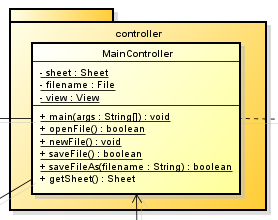 controller
MainController
- sheet : Sheet
- filename : File
- view : View
+ main(args : String[]) : void
+ openFile() : boolean
+ newFile() : void
+ saveFile() : boolean
+ saveFileAs(filename : String) : boolean
+ getSheet() : Sheet